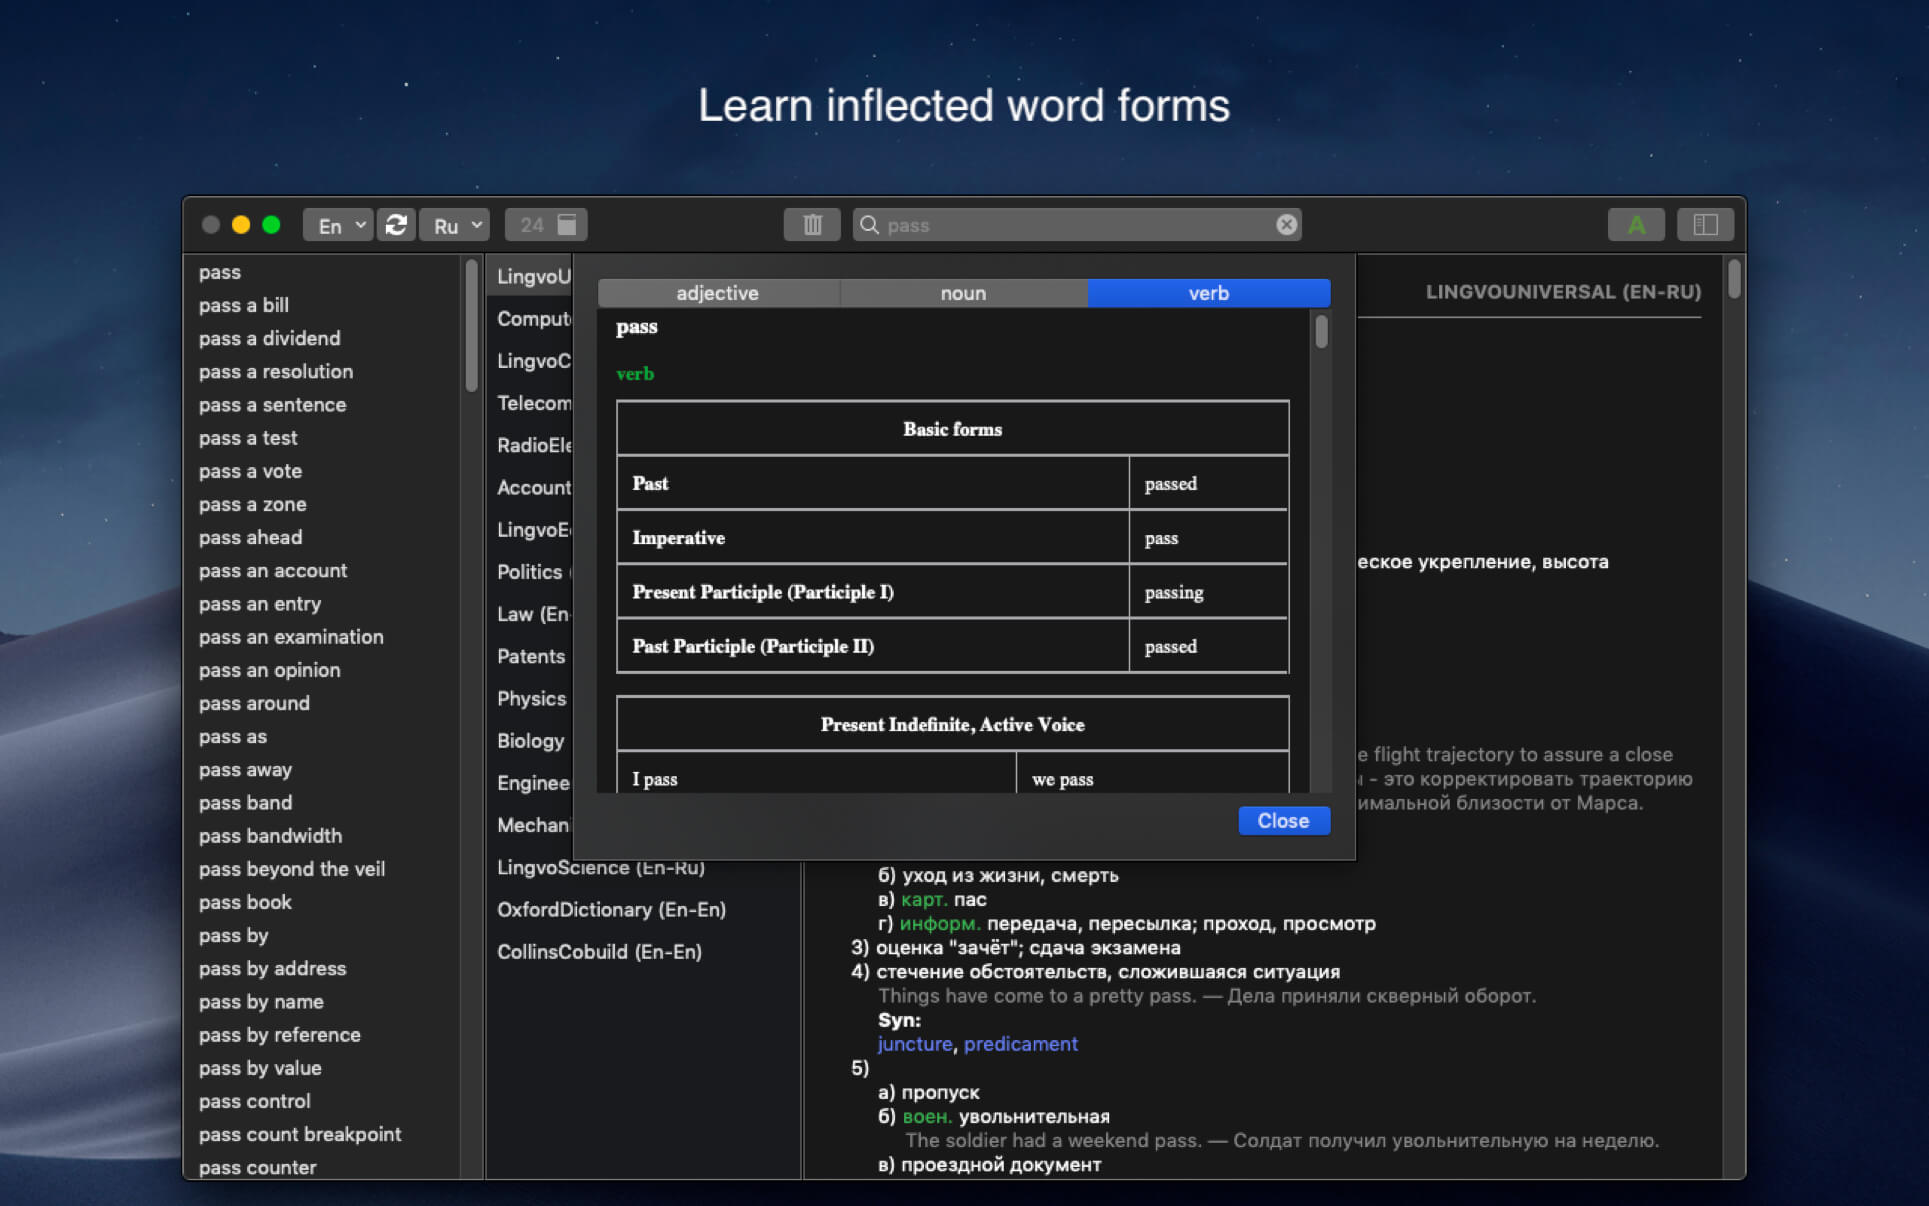 Learn inflected word forms
En
Ru
24
pass
A
pass
pass a bill
pass a dividend
pass a resolution
pass a sentence
pass a test
pass a vote
pass a zone
pass ahead
pass an account
pass an entry
pass an examination
pass an opinion
pass around
pass as
pass away
pass band
pass bandwidth
pass beyond the veil
pass book
pass by
pass by address
pass by name
pass by reference
pass by value
pass control
pass count breakpoint
pass counter
LingvoU
Comput
LingvoC
Telecom
RadioEle
Account
LingvoE
Politics
Law (En-
Patents
Physics
Biology
Enginee
Mechani
LingvoScience (En-Ru)
OxfordDictionary (En-En)
CollinsCobuild (En-En)
adjective noun verb
pass
verb
Basic forms
Past passed
Imperative pass
Present Participle (Participle I) passing
Past Participle (Participle II) passed
Present Indefinite, Active Voice
I pass we pass
Close
LINGVOUNIVERSAL (EN-RU)
еское укрепление, высота
e flight trajectory to assure a close
ы - это корректировать траекторию
имальной близости от Марса.
б) уход из жизни, смерть
в) карт. пас
г) информ. передача, пересылка; проход, просмотр
3) оценка "зачёт"; сдача экзамена
4) стечение обстоятельств, сложившаяся ситуация
Things have come to a pretty pass. — Дела приняли скверный оборот.
Syn:
juncture, predicament
5)
а) пропуск
б) воен. увольнительная
The soldier had a weekend pass. — Солдат получил увольнительную на неделю.
в) проездной документ